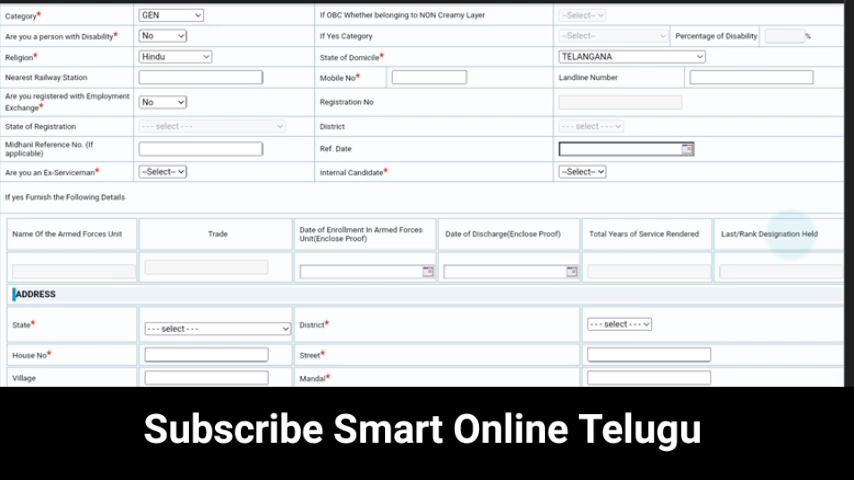 Category* GEN If OBC Whether belonging to NON Creamy Layer --Select--
Are you a person with Disability* No If Yes Category --Select-- Percentage of Disability %
Religion* Hindu State of Domicile* TELANGANA
Nearest Railway Station Mobile No* Landline Number
Are you registered with Employment
Exchange* No Registration No
State of Registration - - - select - - - District - - - select - - -
Midhani Reference No. (If
applicable) Ref. Date
Are you an Ex-Serviceman* --Select-- Internal Candidate* --Select--
If yes Furnish the Following Details
Name Of the Armed Forces Unit Trade Date of Enrollment In Armed Forces
Unit(Enclose Proof) Date of Discharge(Enclose Proof) Total Years of Service Rendered Last/Rank Designation Held
ADDRESS
State* - - - select - - - District* - - - select - - -
House No* Street*
Village Mandal*
Subscribe Smart Online Telugu